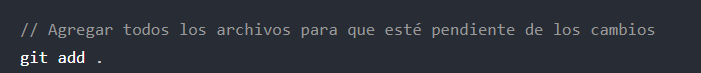 // Agregar todos los archivos para que esté pendiente de los cambios
git add .